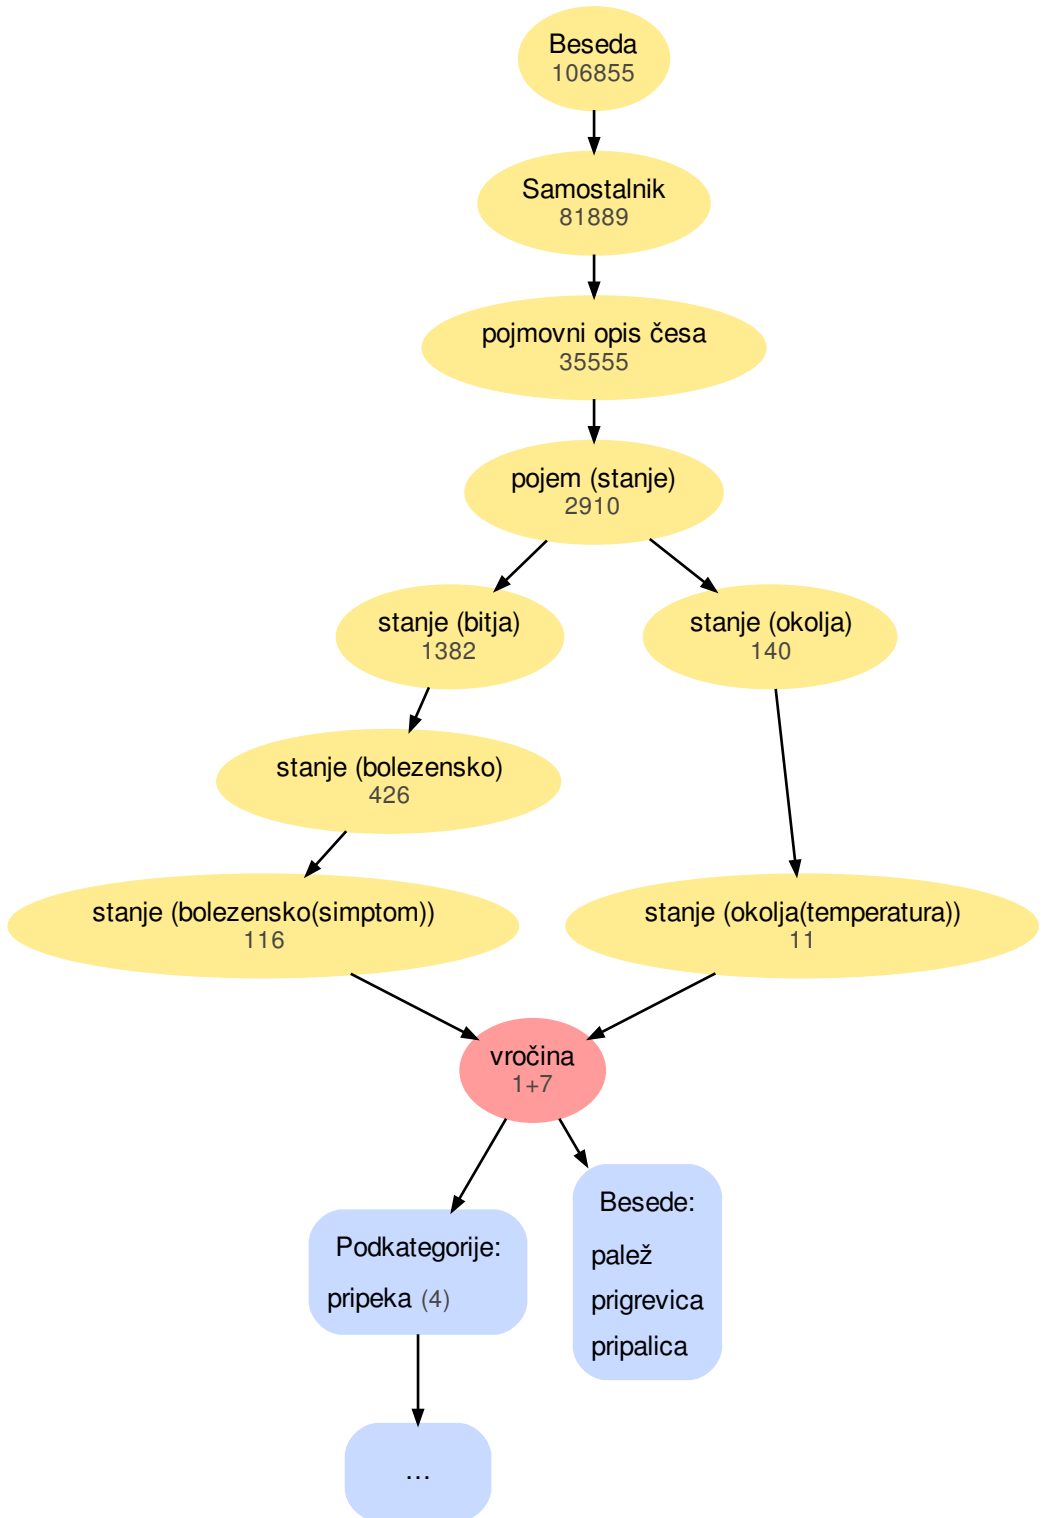 Beseda
106855
Samostalnik
81889
pojmovni opis česa
35555
pojem (stanje)
2910
stanje (bitja)
1382
stanje (okolja)
140
stanje (bolezensko)
426
stanje (bolezensko(simptom))
116
stanje (okolja(temperatura))
11
vročina
1+7
Podkategorije:
pripeka (4)
Besede:
palež
prigrevica
pripalica
…